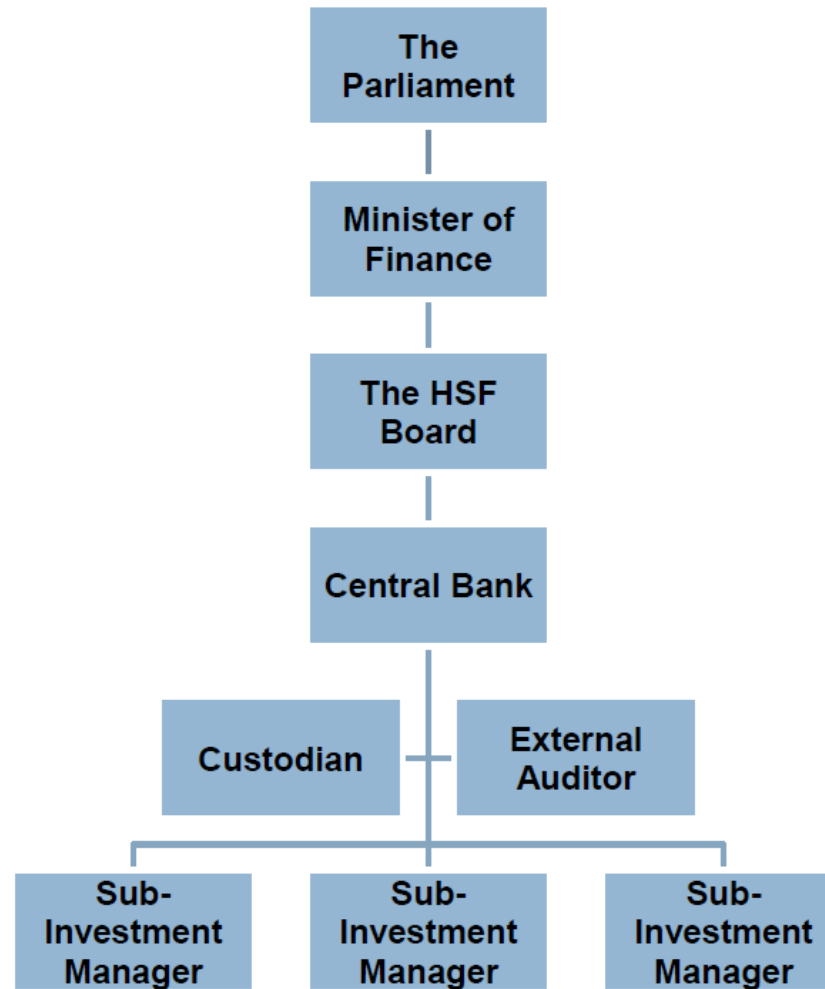 The
Parliament
Minister of
Finance
The HSF
Board
Central Bank
Custodian
External
Auditor
Sub-
Investment
Manager
Sub-
Investment
Manager
Sub-
Investment
Manager